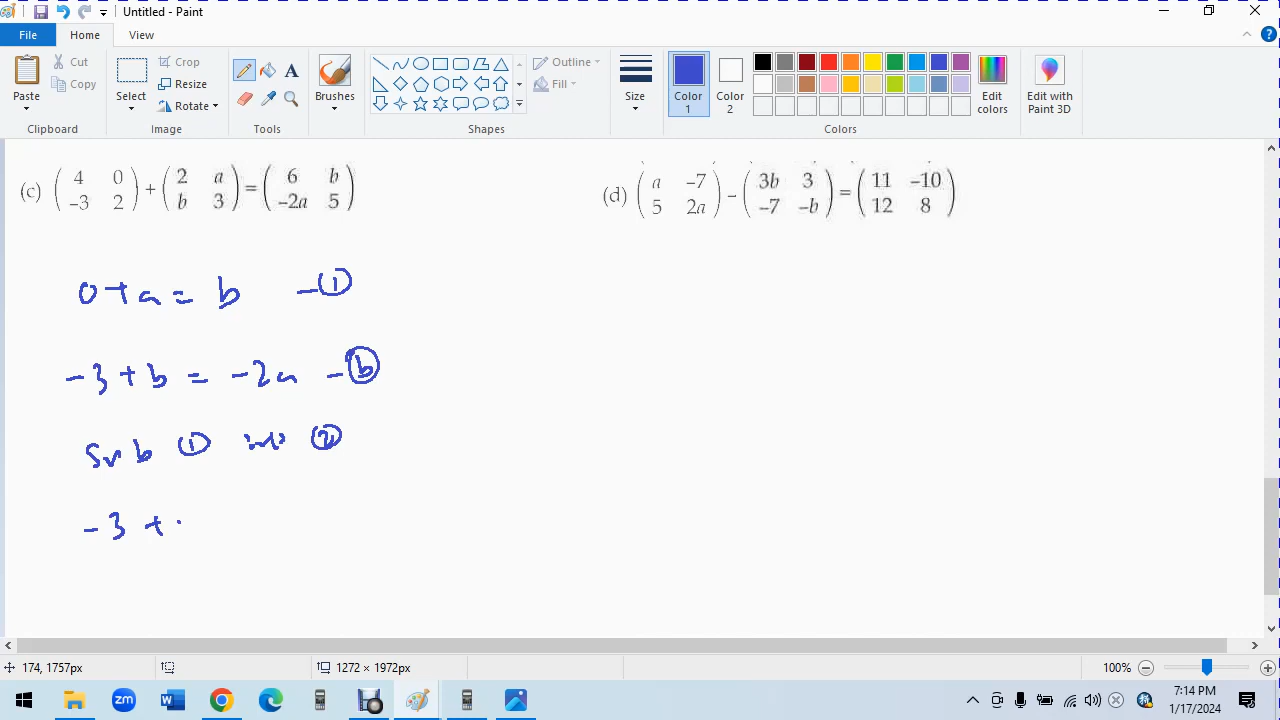 Untitled - Paint
File Home View
Paste Cut Copy Clipboard
Select Crop Resize Rotate Image
Tools
Brushes
Outline Fill Shapes
Size
Color 1 Color 2 Edit colors Colors
Edit with Paint 3D
(c) ( 4 0 ) + ( 2 a ) = ( 6 b )
( -3 2 ) ( b 3 ) ( -2a 5 )
(d) ( a -7 ) - ( 3b 3 ) = ( 11 -10 )
( 5 2a ) ( -7 -b ) ( 12 8 )
0+a = b -①
-3 + b = -2a -ⓑ
Sub ① into ②
-3 +
174, 1757px 1272 × 1972px 100%
zm W 7:14 PM
1/17/2024